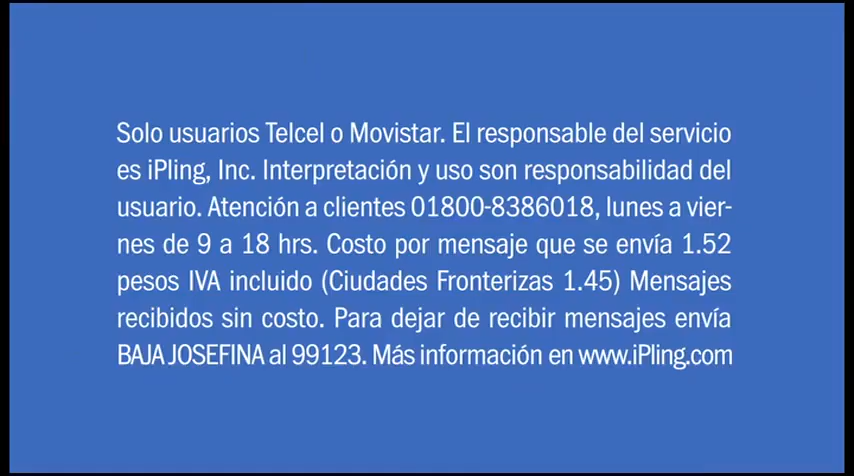 Solo usuarios Telcel o Movistar. El responsable del servicio
es iPling, Inc. Interpretación y uso son responsabilidad del
usuario. Atención a clientes 01800-8386018, lunes a vier-
nes de 9 a 18 hrs. Costo por mensaje que se envía 1.52
pesos IVA incluido (Ciudades Fronterizas 1.45) Mensajes
recibidos sin costo. Para dejar de recibir mensajes envía
BAJA JOSEFINA al 99123. Más información en www.iPling.com